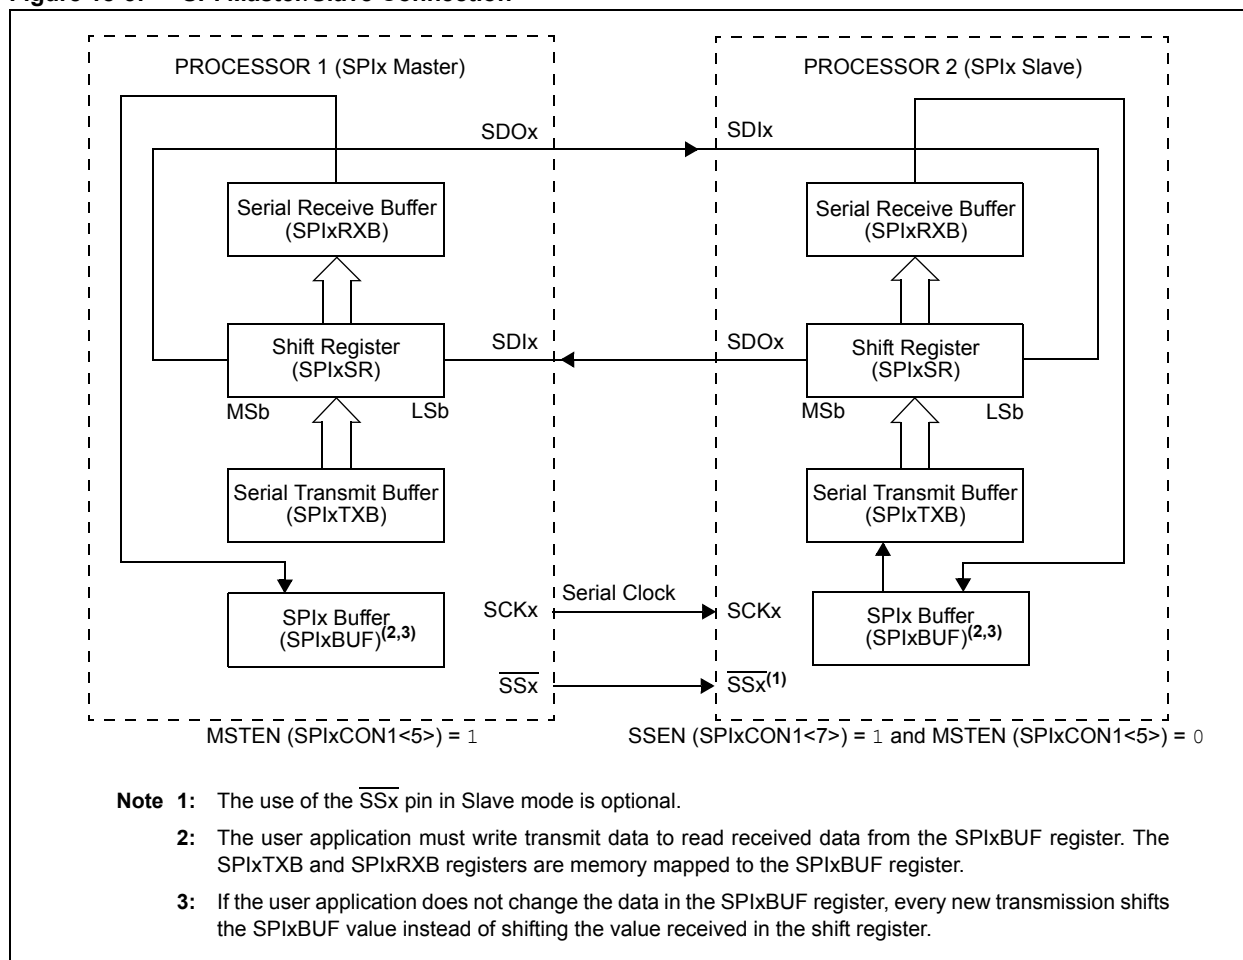 PROCESSOR 1 (SPIx Master)
PROCESSOR 2 (SPIx Slave)
SDOx
SDIx
Serial Receive Buffer
(SPIxRXB)
Serial Receive Buffer
(SPIxRXB)
Shift Register
(SPIxSR)
SDIx
SDOx
Shift Register
(SPIxSR)
MSb
LSb
MSb
LSb
Serial Transmit Buffer
(SPIxTXB)
Serial Transmit Buffer
(SPIxTXB)
SPIx Buffer
(SPIxBUF)(2,3)
SCKx
Serial Clock
SCKx
SPIx Buffer
(SPIxBUF)(2,3)
SSx
SSx(1)
MSTEN (SPIxCON1<5>) = 1
SSEN (SPIxCON1<7>) = 1 and MSTEN (SPIxCON1<5>) = 0
Note 1: The use of the SSx pin in Slave mode is optional.
2: The user application must write transmit data to read received data from the SPIxBUF register. The
SPIxTXB and SPIxRXB registers are memory mapped to the SPIxBUF register.
3: If the user application does not change the data in the SPIxBUF register, every new transmission shifts
the SPIxBUF value instead of shifting the value received in the shift register.